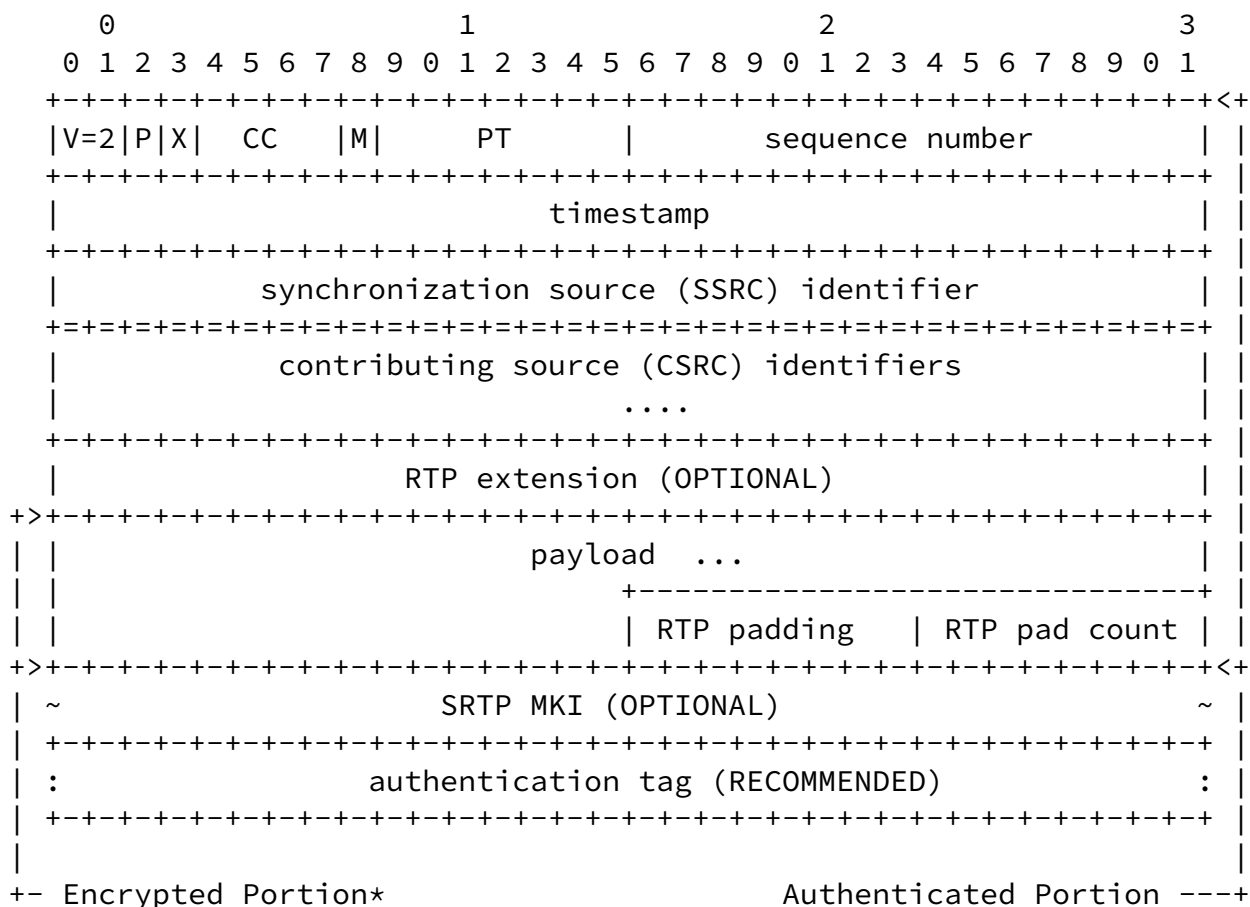 0                   1                   2                   3
   0 1 2 3 4 5 6 7 8 9 0 1 2 3 4 5 6 7 8 9 0 1 2 3 4 5 6 7 8 9 0 1
  +-+-+-+-+-+-+-+-+-+-+-+-+-+-+-+-+-+-+-+-+-+-+-+-+-+-+-+-+-+-+-+-+<+
  |V=2|P|X|  CC   |M|     PT      |       sequence number         | |
  +-+-+-+-+-+-+-+-+-+-+-+-+-+-+-+-+-+-+-+-+-+-+-+-+-+-+-+-+-+-+-+-+ |
  |                           timestamp                           | |
  +-+-+-+-+-+-+-+-+-+-+-+-+-+-+-+-+-+-+-+-+-+-+-+-+-+-+-+-+-+-+-+-+ |
  |           synchronization source (SSRC) identifier            | |
  +=+=+=+=+=+=+=+=+=+=+=+=+=+=+=+=+=+=+=+=+=+=+=+=+=+=+=+=+=+=+=+=+ |
  |            contributing source (CSRC) identifiers             | |
  |                               ....                            | |
  +-+-+-+-+-+-+-+-+-+-+-+-+-+-+-+-+-+-+-+-+-+-+-+-+-+-+-+-+-+-+-+-+ |
  |                   RTP extension (OPTIONAL)                    | |
+>+-+-+-+-+-+-+-+-+-+-+-+-+-+-+-+-+-+-+-+-+-+-+-+-+-+-+-+-+-+-+-+-+ |
| |                          payload  ...                         | |
| |                               +-------------------------------+ |
| |                               | RTP padding   | RTP pad count | |
+>+-+-+-+-+-+-+-+-+-+-+-+-+-+-+-+-+-+-+-+-+-+-+-+-+-+-+-+-+-+-+-+-+<+
| ~                     SRTP MKI (OPTIONAL)                       ~ |
| +-+-+-+-+-+-+-+-+-+-+-+-+-+-+-+-+-+-+-+-+-+-+-+-+-+-+-+-+-+-+-+-+ |
| :                 authentication tag (RECOMMENDED)              : |
| +-+-+-+-+-+-+-+-+-+-+-+-+-+-+-+-+-+-+-+-+-+-+-+-+-+-+-+-+-+-+-+-+ |
|                                                                   |
+- Encrypted Portion*                      Authenticated Portion ---+